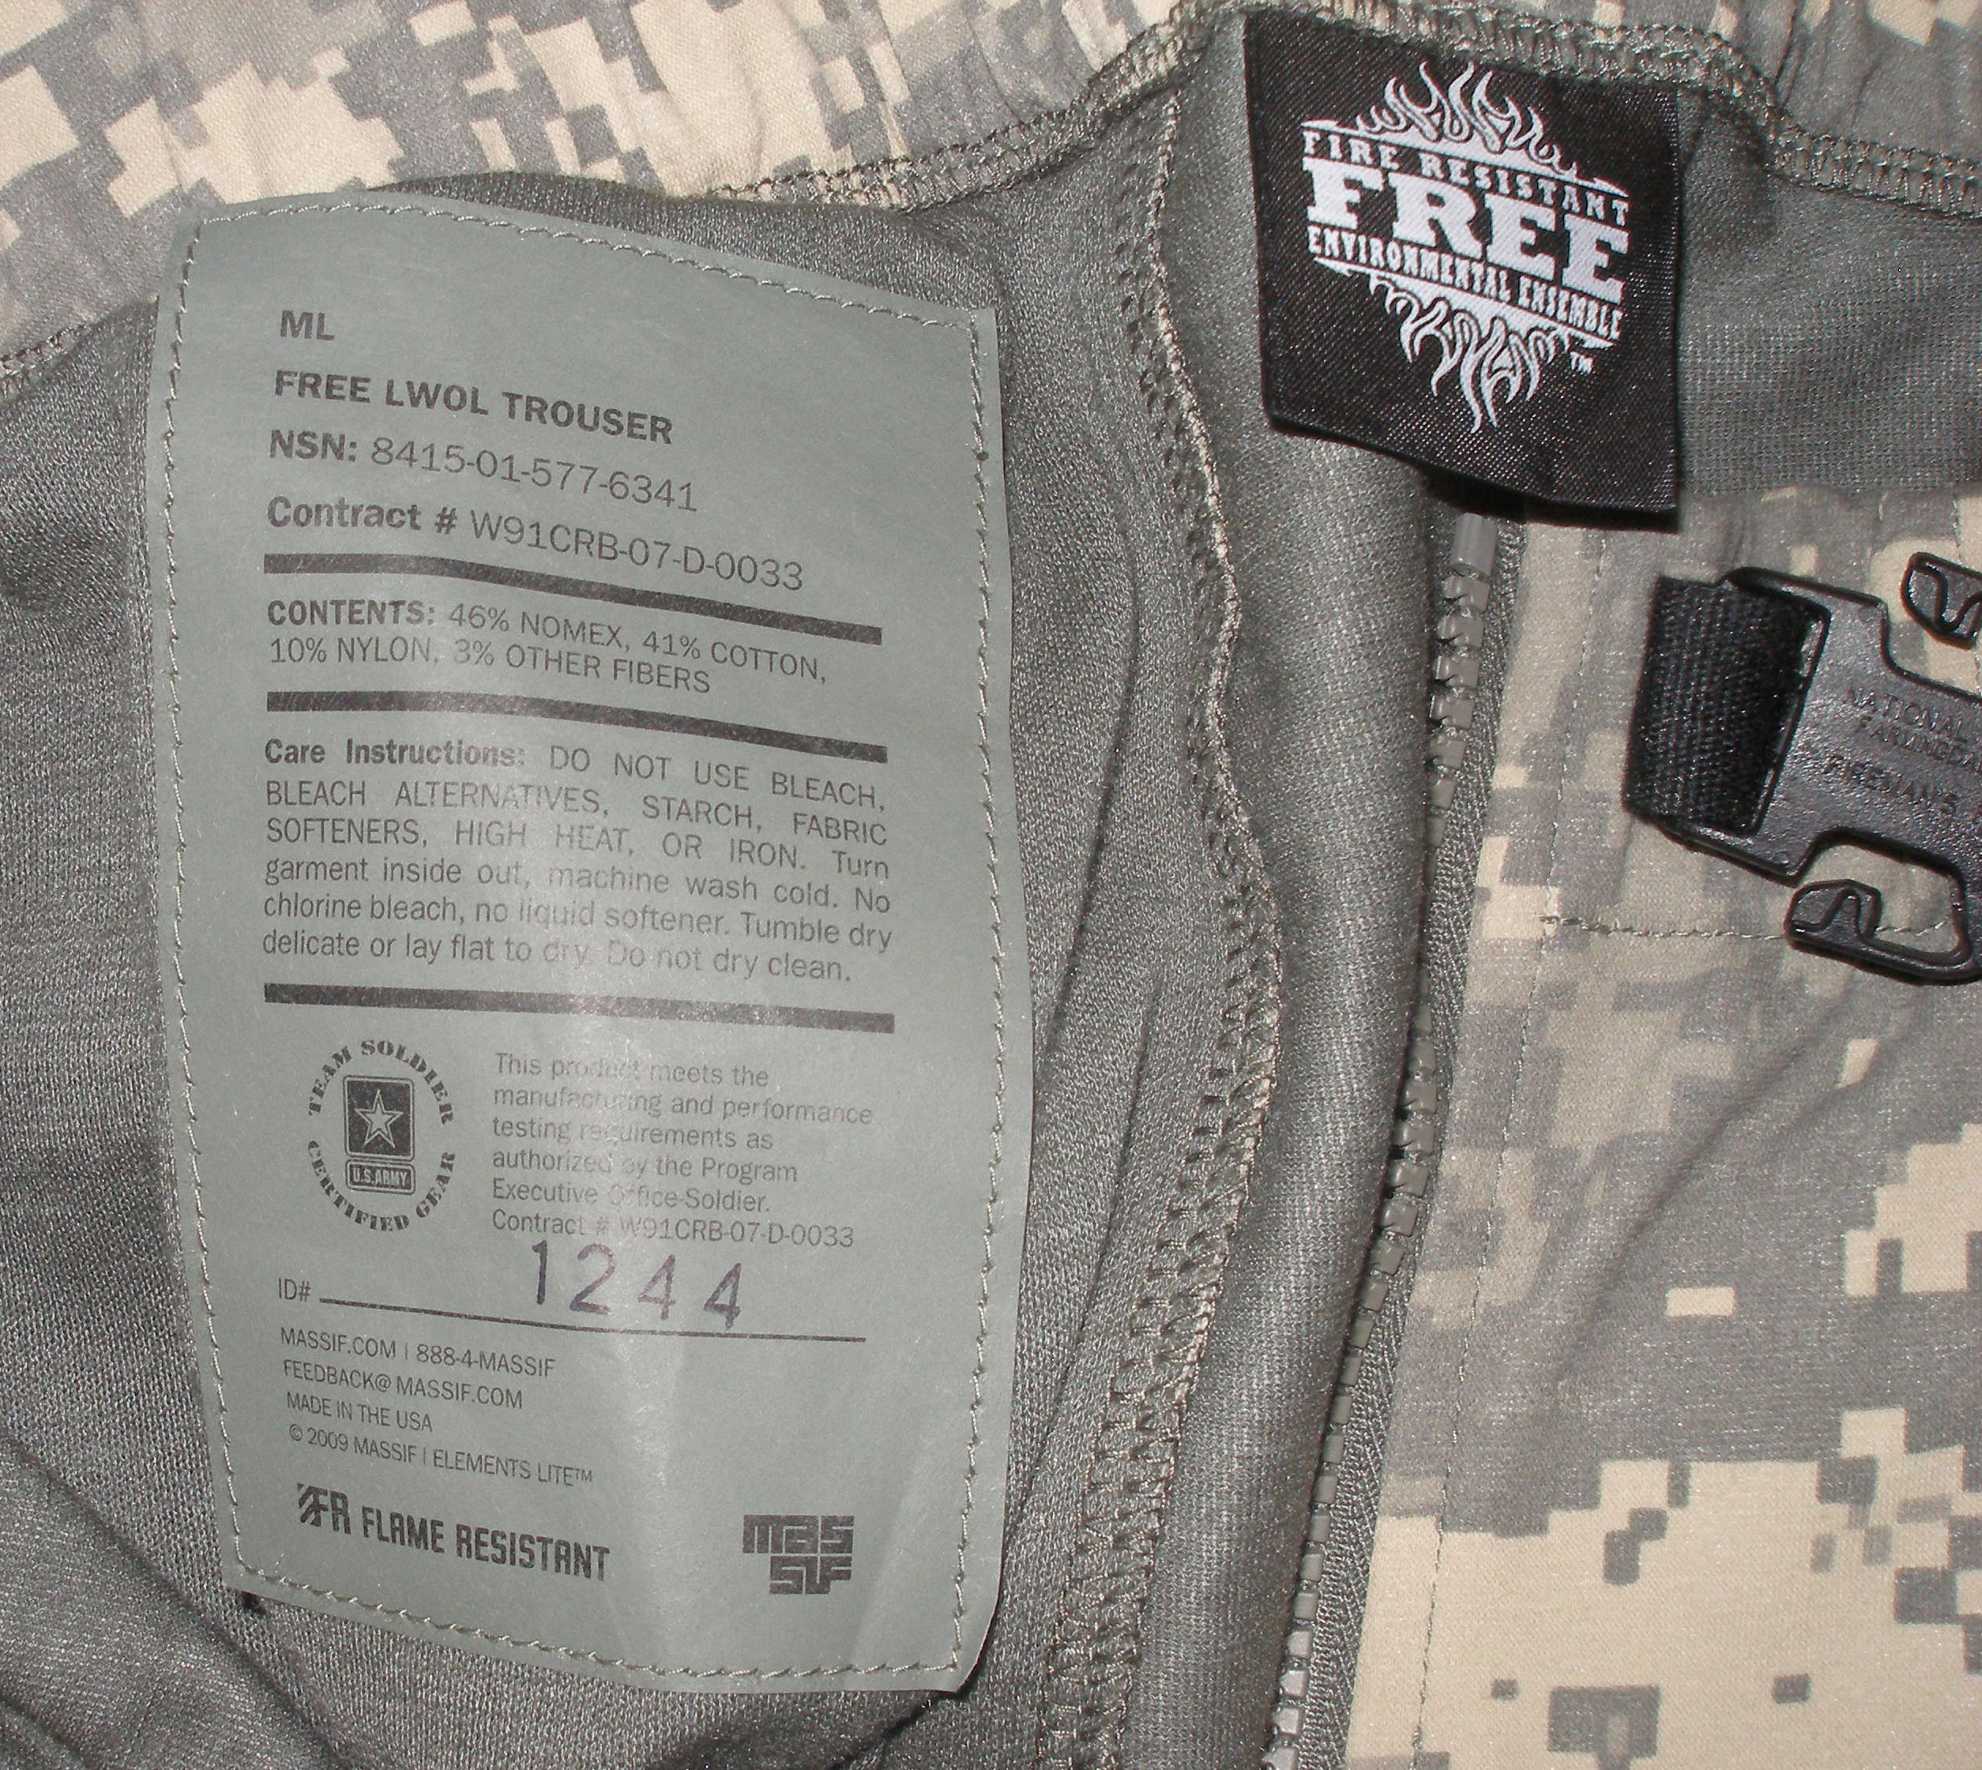 ML
FREE LWOL TROUSER
NSN: 8415-01-577-6341
Contract # W91CRB-07-D-0033
CONTENTS: 46% NOMEX, 41% COTTON,
10% NYLON, 3% OTHER FIBERS
Care Instructions: DO NOT USE BLEACH,
BLEACH ALTERNATIVES, STARCH, FABRIC
SOFTENERS, HIGH HEAT, OR IRON. Turn
garment inside out, machine wash cold. No
chlorine bleach, no liquid softener. Tumble dry
delicate or lay flat to dry. Do not dry clean.
TEAM SOLDIER
U.S.ARMY
CERTIFIED GEAR
This product meets the
manufacturing and performance
testing requirements as
authorized by the Program
Executive Office-Soldier.
Contract # W91CRB-07-D-0033
ID# 1244
MASSIF.COM | 888-4-MASSIF
FEEDBACK@MASSIF.COM
MADE IN THE USA
© 2009 MASSIF | ELEMENTS LITE™
FR FLAME RESISTANT
massif
FIRE RESISTANT
FREE
ENVIRONMENTAL ENSEMBLE
™
NATIONAL